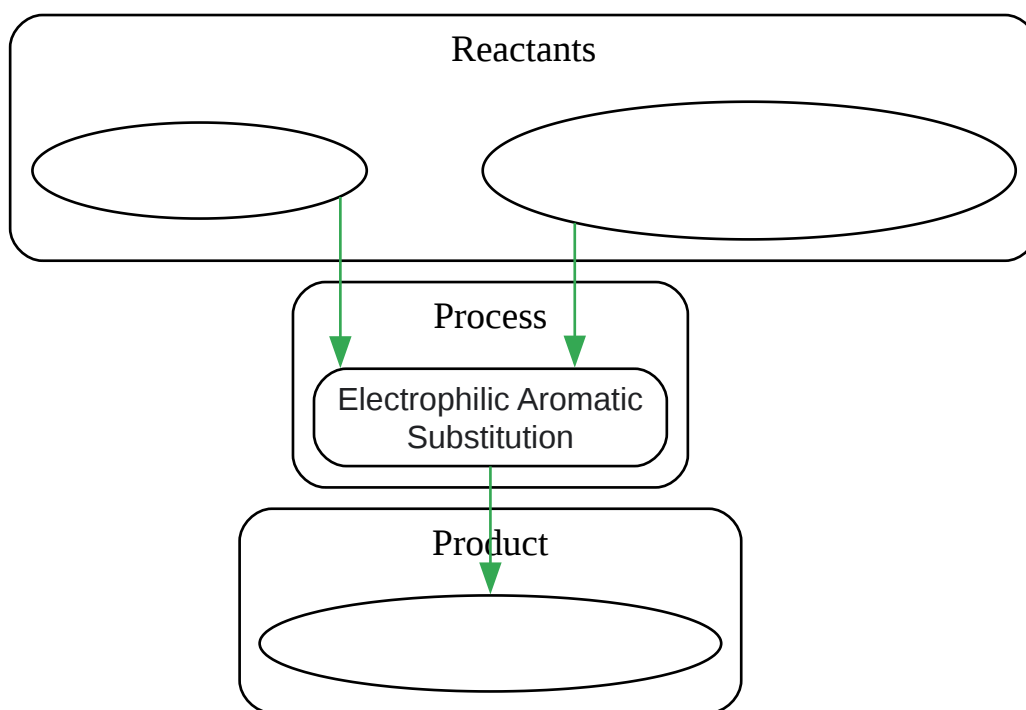 Reactants
Process
Electrophilic Aromatic
Substitution
Product